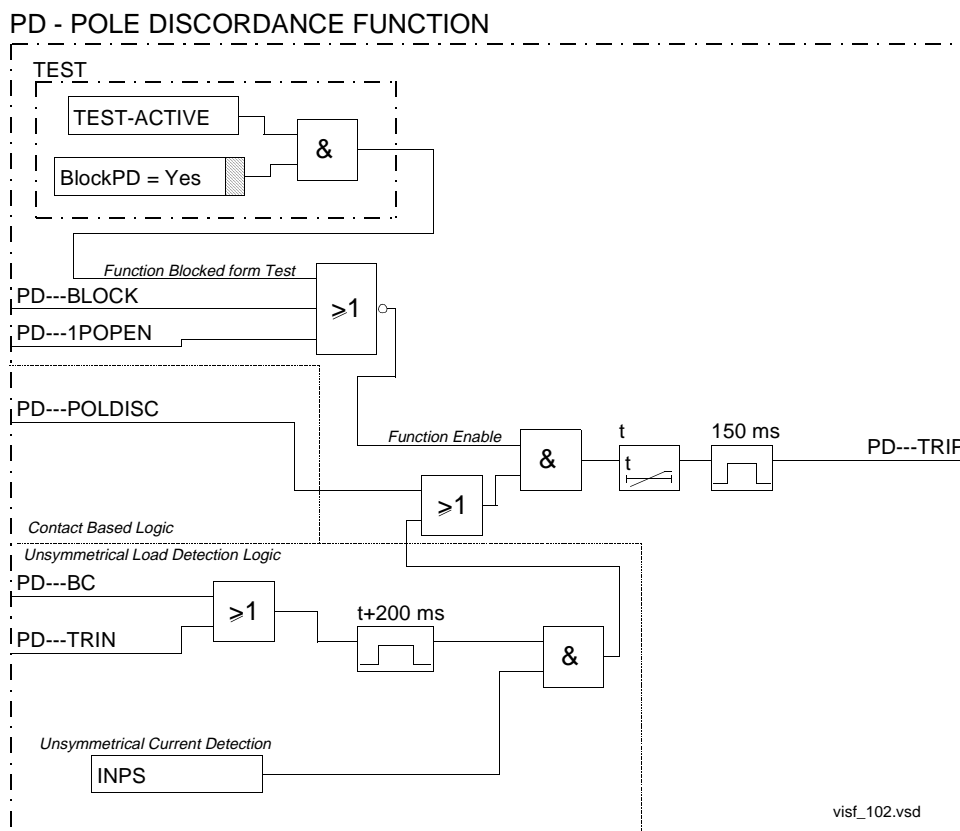 PD - POLE DISCORDANCE FUNCTION
TEST
TEST-ACTIVE
&
BlockPD = Yes
Function Blocked form Test
PD---BLOCK
≥1
PD---1POPEN
PD---POLDISC
Function Enable
&
t
t
150 ms
PD---TRIP
≥1
Contact Based Logic
Unsymmetrical Load Detection Logic
PD---BC
≥1
t+200 ms
PD---TRIN
&
Unsymmetrical Current Detection
INPS
visf_102.vsd